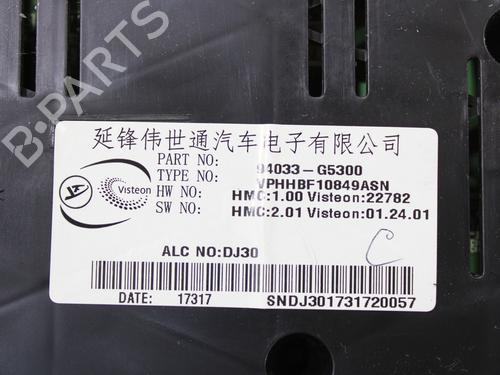 B-PARTS
延锋伟世通汽车电子有限公司
PART NO: 94033-G5300
TYPE NO: VPHHBF10849ASN
HW NO: HMC:1.00 Visteon:22782
SW NO: HMC:2.01 Visteon:01.24.01
Visteon
ALC NO:DJ30
C
DATE: 17317 SNDJ301731720057